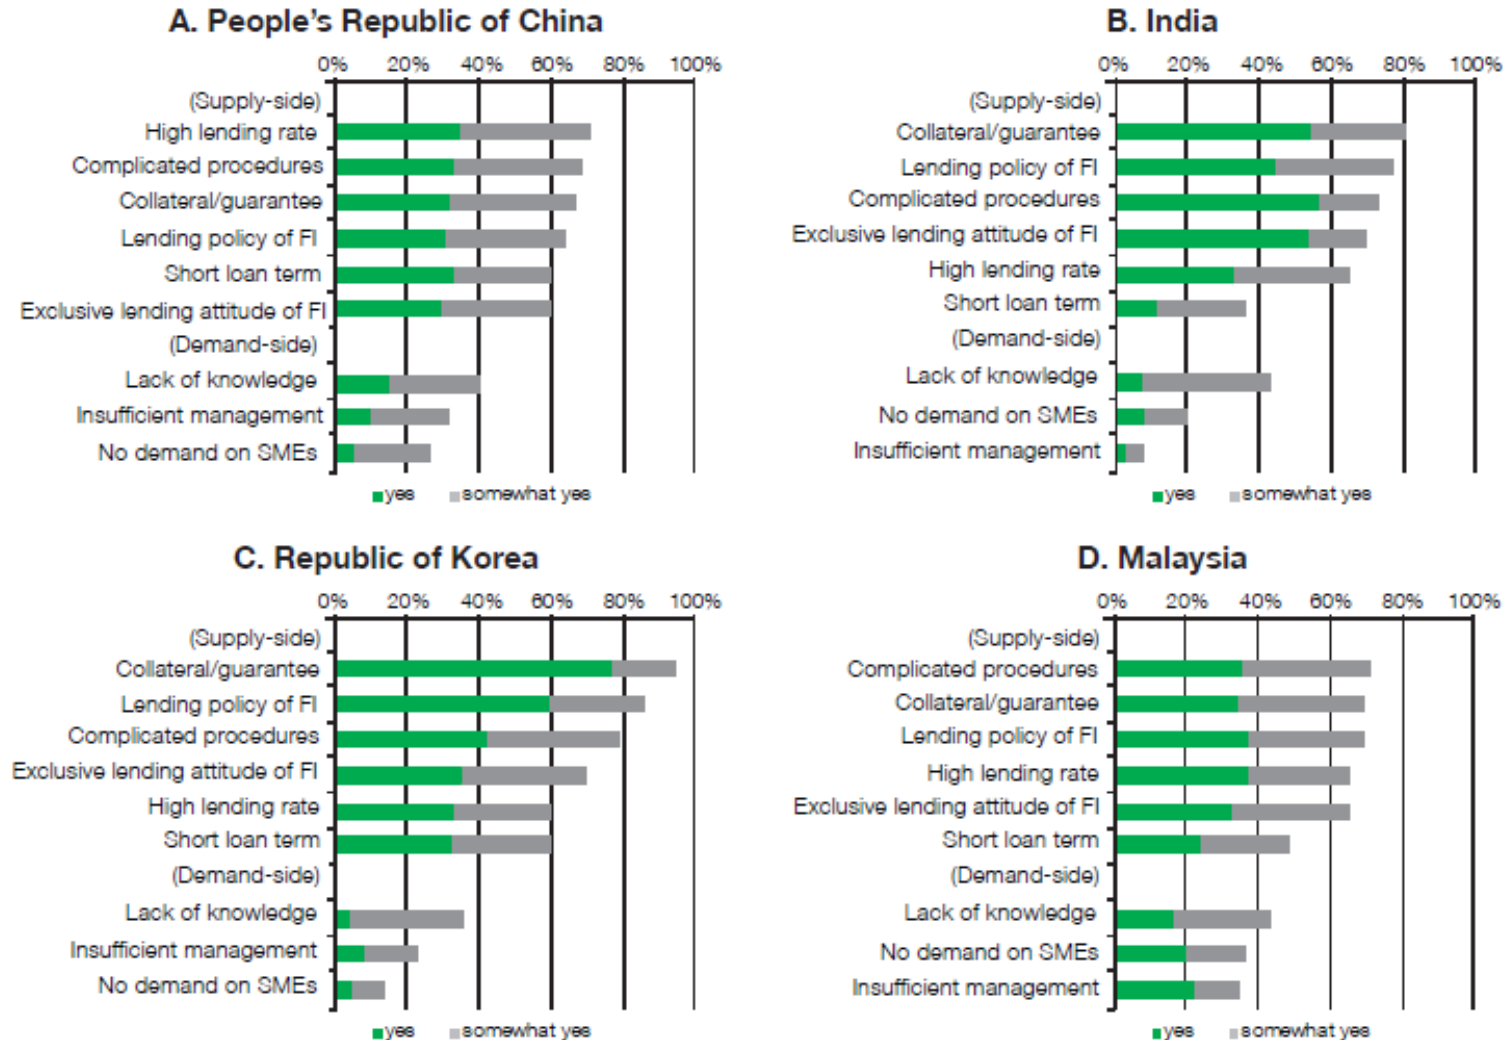 A. People's Republic of China
0% 20% 40% 60% 80% 100%
(Supply-side)
High lending rate
Complicated procedures
Collateral/guarantee
Lending policy of FI
Short loan term
Exclusive lending attitude of FI
(Demand-side)
Lack of knowledge
Insufficient management
No demand on SMEs
yes somewhat yes
B. India
0% 20% 40% 60% 80% 100%
(Supply-side)
Collateral/guarantee
Lending policy of FI
Complicated procedures
Exclusive lending attitude of FI
High lending rate
Short loan term
(Demand-side)
Lack of knowledge
No demand on SMEs
Insufficient management
yes somewhat yes
C. Republic of Korea
0% 20% 40% 60% 80% 100%
(Supply-side)
Collateral/guarantee
Lending policy of FI
Complicated procedures
Exclusive lending attitude of FI
High lending rate
Short loan term
(Demand-side)
Lack of knowledge
Insufficient management
No demand on SMEs
yes somewhat yes
D. Malaysia
0% 20% 40% 60% 80% 100%
(Supply-side)
Complicated procedures
Collateral/guarantee
Lending policy of FI
High lending rate
Exclusive lending attitude of FI
Short loan term
(Demand-side)
Lack of knowledge
No demand on SMEs
Insufficient management
yes somewhat yes